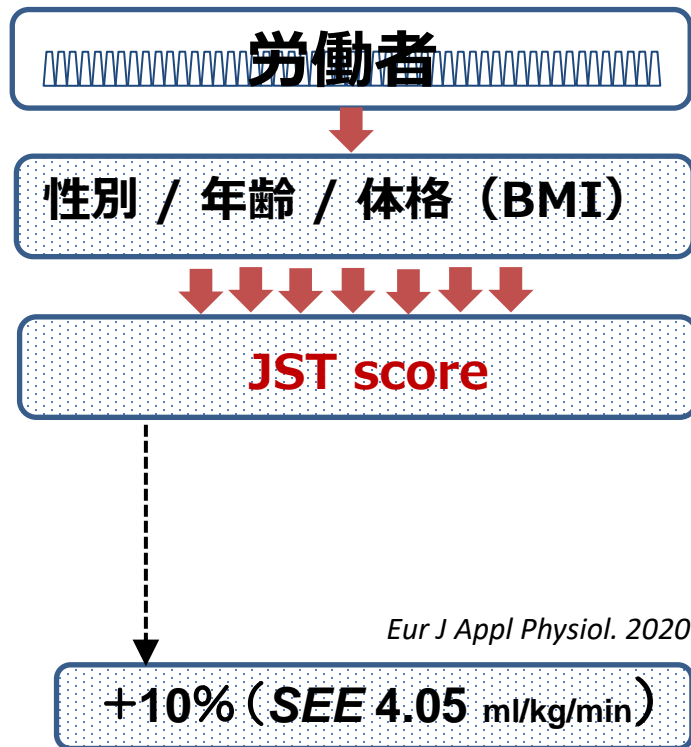 労働者
性別 / 年齢 / 体格（BMI）
JST score
Eur J Appl Physiol. 2020
+10%（SEE 4.05 ml/kg/min）